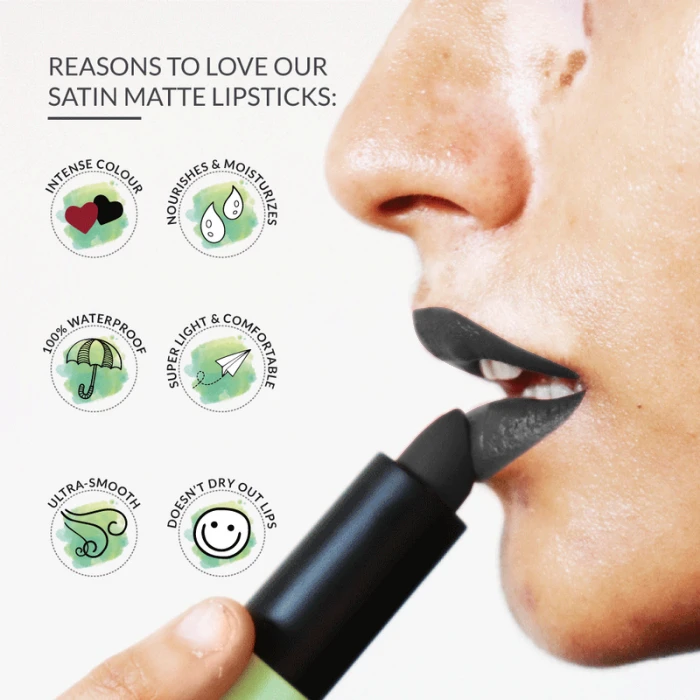 REASONS TO LOVE OUR
SATIN MATTE LIPSTICKS:
INTENSE COLOUR
NOURISHES & MOISTURIZES
100% WATERPROOF
SUPER LIGHT & COMFORTABLE
ULTRA-SMOOTH
DOESN'T DRY OUT LIPS